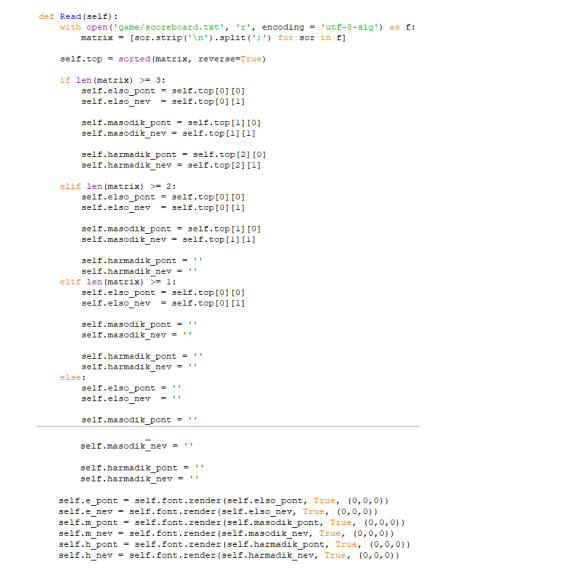 def Read(self):
    with open('game/scoreboard.txt', 'r', encoding = 'utf-8-sig') as f:
        matrix = [sor.strip('\n').split(';') for sor in f]

    self.top = sorted(matrix, reverse=True)

    if len(matrix) >= 3:
        self.elso_pont = self.top[0][0]
        self.elso_nev  = self.top[0][1]

        self.masodik_pont = self.top[1][0]
        self.masodik_nev = self.top[1][1]

        self.harmadik_pont = self.top[2][0]
        self.harmadik_nev = self.top[2][1]

    elif len(matrix) >= 2:
        self.elso_pont = self.top[0][0]
        self.elso_nev  = self.top[0][1]

        self.masodik_pont = self.top[1][0]
        self.masodik_nev = self.top[1][1]

        self.harmadik_pont = ''
        self.harmadik_nev = ''
    elif len(matrix) >= 1:
        self.elso_pont = self.top[0][0]
        self.elso_nev  = self.top[0][1]

        self.masodik_pont = ''
        self.masodik_nev = ''

        self.harmadik_pont = ''
        self.harmadik_nev = ''
    else:
        self.elso_pont = ''
        self.elso_nev  = ''

        self.masodik_pont = ''
        self.masodik_nev = ''

        self.harmadik_pont = ''
        self.harmadik_nev = ''

    self.e_pont = self.font.render(self.elso_pont, True, (0,0,0))
    self.e_nev = self.font.render(self.elso_nev, True, (0,0,0))
    self.m_pont = self.font.render(self.masodik_pont, True, (0,0,0))
    self.m_nev = self.font.render(self.masodik_nev, True, (0,0,0))
    self.h_pont = self.font.render(self.harmadik_pont, True, (0,0,0))
    self.h_nev = self.font.render(self.harmadik_nev, True, (0,0,0))